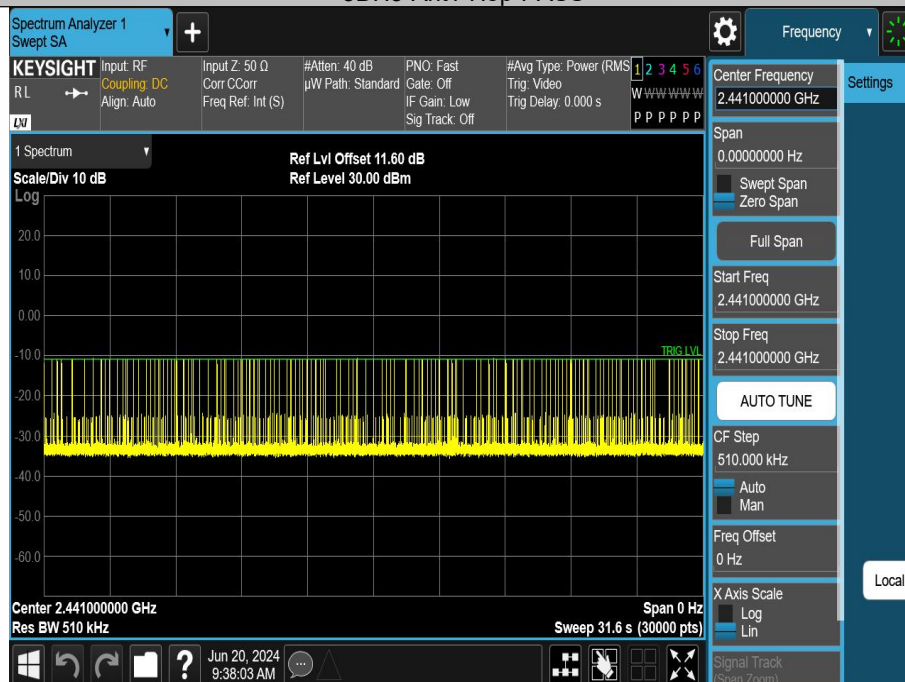 Spectrum Analyzer 1
Swept SA
Frequency
KEYSIGHT
RL
LXI
Input: RF
Coupling: DC
Align: Auto
Input Z: 50 Ω
Corr CCorr
Freq Ref: Int (S)
#Atten: 40 dB
µW Path: Standard
PNO: Fast
Gate: Off
IF Gain: Low
Sig Track: Off
#Avg Type: Power (RMS
Trig: Video
Trig Delay: 0.000 s
1 2 3 4 5 6
W W W W W W
P P P P P P
1 Spectrum
Scale/Div 10 dB
Log
Ref Lvl Offset 11.60 dB
Ref Level 30.00 dBm
20.0
10.0
0.00
-10.0
TRIG LVL
-20.0
-30.0
-40.0
-50.0
-60.0
Center 2.441000000 GHz
Res BW 510 kHz
Span 0 Hz
Sweep 31.6 s (30000 pts)
Center Frequency
2.441000000 GHz
Settings
Span
0.00000000 Hz
Swept Span
Zero Span
Full Span
Start Freq
2.441000000 GHz
Stop Freq
2.441000000 GHz
AUTO TUNE
CF Step
510.000 kHz
Auto
Man
Freq Offset
0 Hz
Local
X Axis Scale
Log
Lin
Signal Track
(Span Zoom)
?
Jun 20, 2024
9:38:03 AM